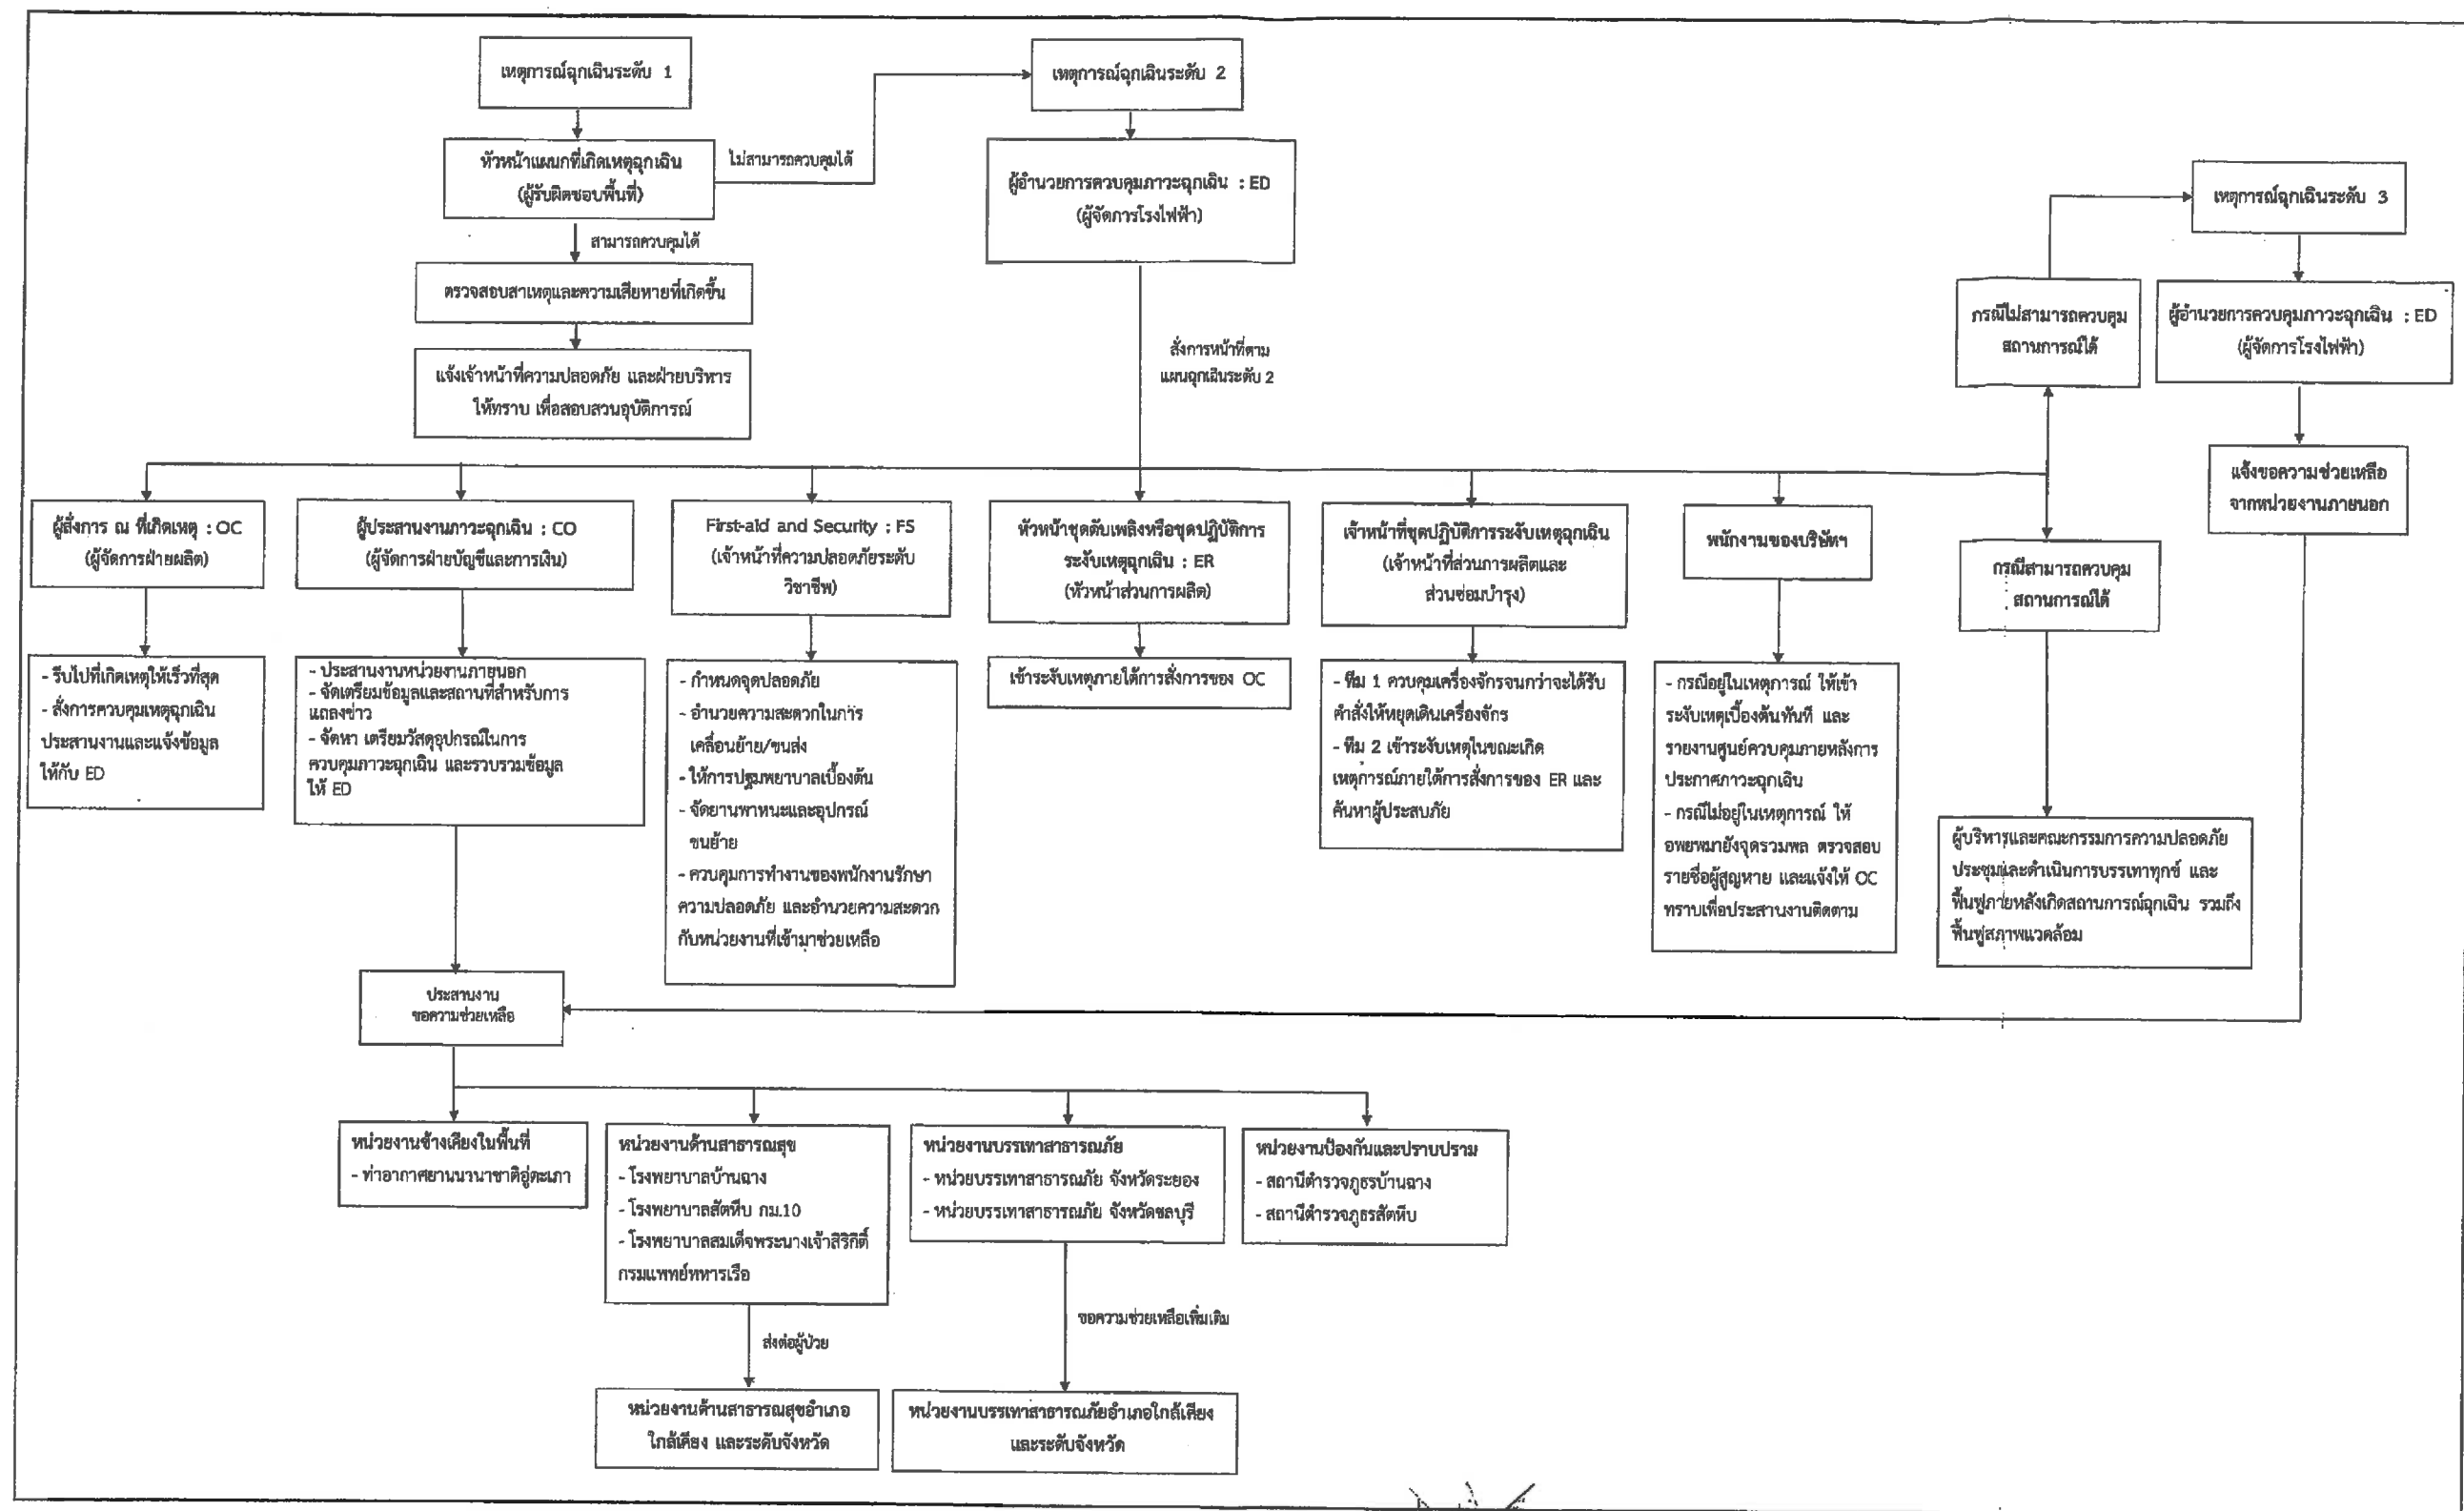 เหตุการณ์ฉุกเฉินระดับ 1
หัวหน้าแผนกที่เกิดเหตุฉุกเฉิน
(ผู้รับผิดชอบพื้นที่)
ไม่สามารถควบคุมได้
สามารถควบคุมได้
ตรวจสอบสาเหตุและความเสียหายที่เกิดขึ้น
แจ้งเจ้าหน้าที่ความปลอดภัย และฝ่ายบริหาร
ให้ทราบ เพื่อสอบสวนอุบัติการณ์
เหตุการณ์ฉุกเฉินระดับ 2
ผู้อำนวยการควบคุมภาวะฉุกเฉิน : ED
(ผู้จัดการโรงไฟฟ้า)
สั่งการหน้าที่ตาม
แผนฉุกเฉินระดับ 2
เหตุการณ์ฉุกเฉินระดับ 3
กรณีไม่สามารถควบคุม
สถานการณ์ได้
ผู้อำนวยการควบคุมภาวะฉุกเฉิน : ED
(ผู้จัดการโรงไฟฟ้า)
แจ้งขอความช่วยเหลือ
จากหน่วยงานภายนอก
ผู้สั่งการ ณ ที่เกิดเหตุ : OC
(ผู้จัดการฝ่ายผลิต)
ผู้ประสานงานภาวะฉุกเฉิน : CO
(ผู้จัดการฝ่ายบัญชีและการเงิน)
First-aid and Security : FS
(เจ้าหน้าที่ความปลอดภัยระดับ
วิชาชีพ)
หัวหน้าชุดดับเพลิงหรือชุดปฏิบัติการ
ระงับเหตุฉุกเฉิน : ER
(หัวหน้าส่วนการผลิต)
เจ้าหน้าที่ชุดปฏิบัติการระงับเหตุฉุกเฉิน
(เจ้าหน้าที่ส่วนการผลิตและ
ส่วนซ่อมบำรุง)
พนักงานของบริษัทฯ
กรณีสามารถควบคุม
สถานการณ์ได้
- รีบไปที่เกิดเหตุให้เร็วที่สุด
- สั่งการควบคุมเหตุฉุกเฉิน
ประสานงานและแจ้งข้อมูล
ให้กับ ED
- ประสานงานหน่วยงานภายนอก
- จัดเตรียมข้อมูลและสถานที่สำหรับการ
แถลงข่าว
- จัดหา เตรียมวัสดุอุปกรณ์ในการ
ควบคุมภาวะฉุกเฉิน และรวบรวมข้อมูล
ให้ ED
- กำหนดจุดปลอดภัย
- อำนวยความสะดวกในการ
เคลื่อนย้าย/ขนส่ง
- ให้การปฐมพยาบาลเบื้องต้น
- จัดยานพาหนะและอุปกรณ์
ขนย้าย
- ควบคุมการทำงานของพนักงานรักษา
ความปลอดภัย และอำนวยความสะดวก
กับหน่วยงานที่เข้ามาช่วยเหลือ
เข้าระงับเหตุภายใต้การสั่งการของ OC
- ทีม 1 ควบคุมเครื่องจักรจนกว่าจะได้รับ
คำสั่งให้หยุดเดินเครื่องจักร
- ทีม 2 เข้าระงับเหตุในขณะเกิด
เหตุการณ์ภายใต้การสั่งการของ ER และ
ค้นหาผู้ประสบภัย
- กรณีอยู่ในเหตุการณ์ ให้เข้า
ระงับเหตุเบื้องต้นทันที และ
รายงานศูนย์ควบคุมภายหลังการ
ประกาศภาวะฉุกเฉิน
- กรณีไม่อยู่ในเหตุการณ์ ให้
อพยพมายังจุดรวมพล ตรวจสอบ
รายชื่อผู้สูญหาย และแจ้งให้ OC
ทราบเพื่อประสานงานติดตาม
ผู้บริหารและคณะกรรมการความปลอดภัย
ประชุมและดำเนินการบรรเทาทุกข์ และ
ฟื้นฟูภายหลังเกิดสถานการณ์ฉุกเฉิน รวมถึง
ฟื้นฟูสภาพแวดล้อม
ประสานงาน
ขอความช่วยเหลือ
หน่วยงานข้างเคียงในพื้นที่
- ท่าอากาศยานนานาชาติอู่ตะเภา
หน่วยงานด้านสาธารณสุข
- โรงพยาบาลบ้านฉาง
- โรงพยาบาลสัตหีบ กม.10
- โรงพยาบาลสมเด็จพระนางเจ้าสิริกิติ์
กรมแพทย์ทหารเรือ
หน่วยงานบรรเทาสาธารณภัย
- หน่วยบรรเทาสาธารณภัย จังหวัดระยอง
- หน่วยบรรเทาสาธารณภัย จังหวัดชลบุรี
หน่วยงานป้องกันและปราบปราม
- สถานีตำรวจภูธรบ้านฉาง
- สถานีตำรวจภูธรสัตหีบ
ส่งต่อผู้ป่วย
ขอความช่วยเหลือเพิ่มเติม
หน่วยงานด้านสาธารณสุขอำเภอ
ใกล้เคียง และระดับจังหวัด
หน่วยงานบรรเทาสาธารณภัยอำเภอใกล้เคียง
และระดับจังหวัด